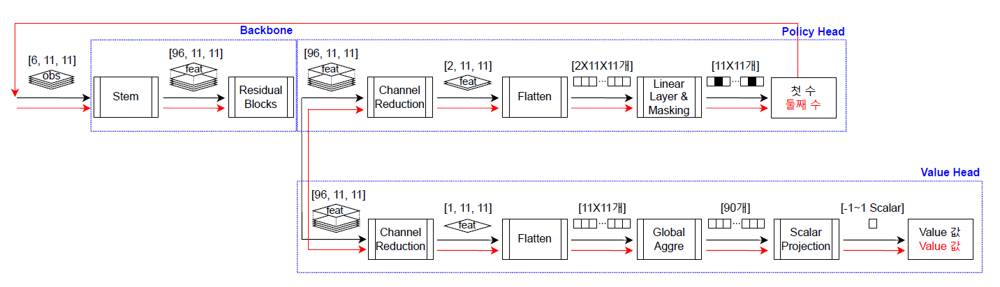 Backbone
Policy Head
[6, 11, 11]
obs
Stem
[96, 11, 11]
feat
Residual
Blocks
[96, 11, 11]
feat
Channel
Reduction
[2, 11, 11]
feat
Flatten
[2X11X11개]
...
Linear
Layer &
Masking
[11X11개]
...
첫 수
둘째 수
Value Head
[96, 11, 11]
feat
Channel
Reduction
[1, 11, 11]
feat
Flatten
[11X11개]
...
Global
Aggre
[90개]
...
Scalar
Projection
[-1~1 Scalar]
Value 값
Value 값